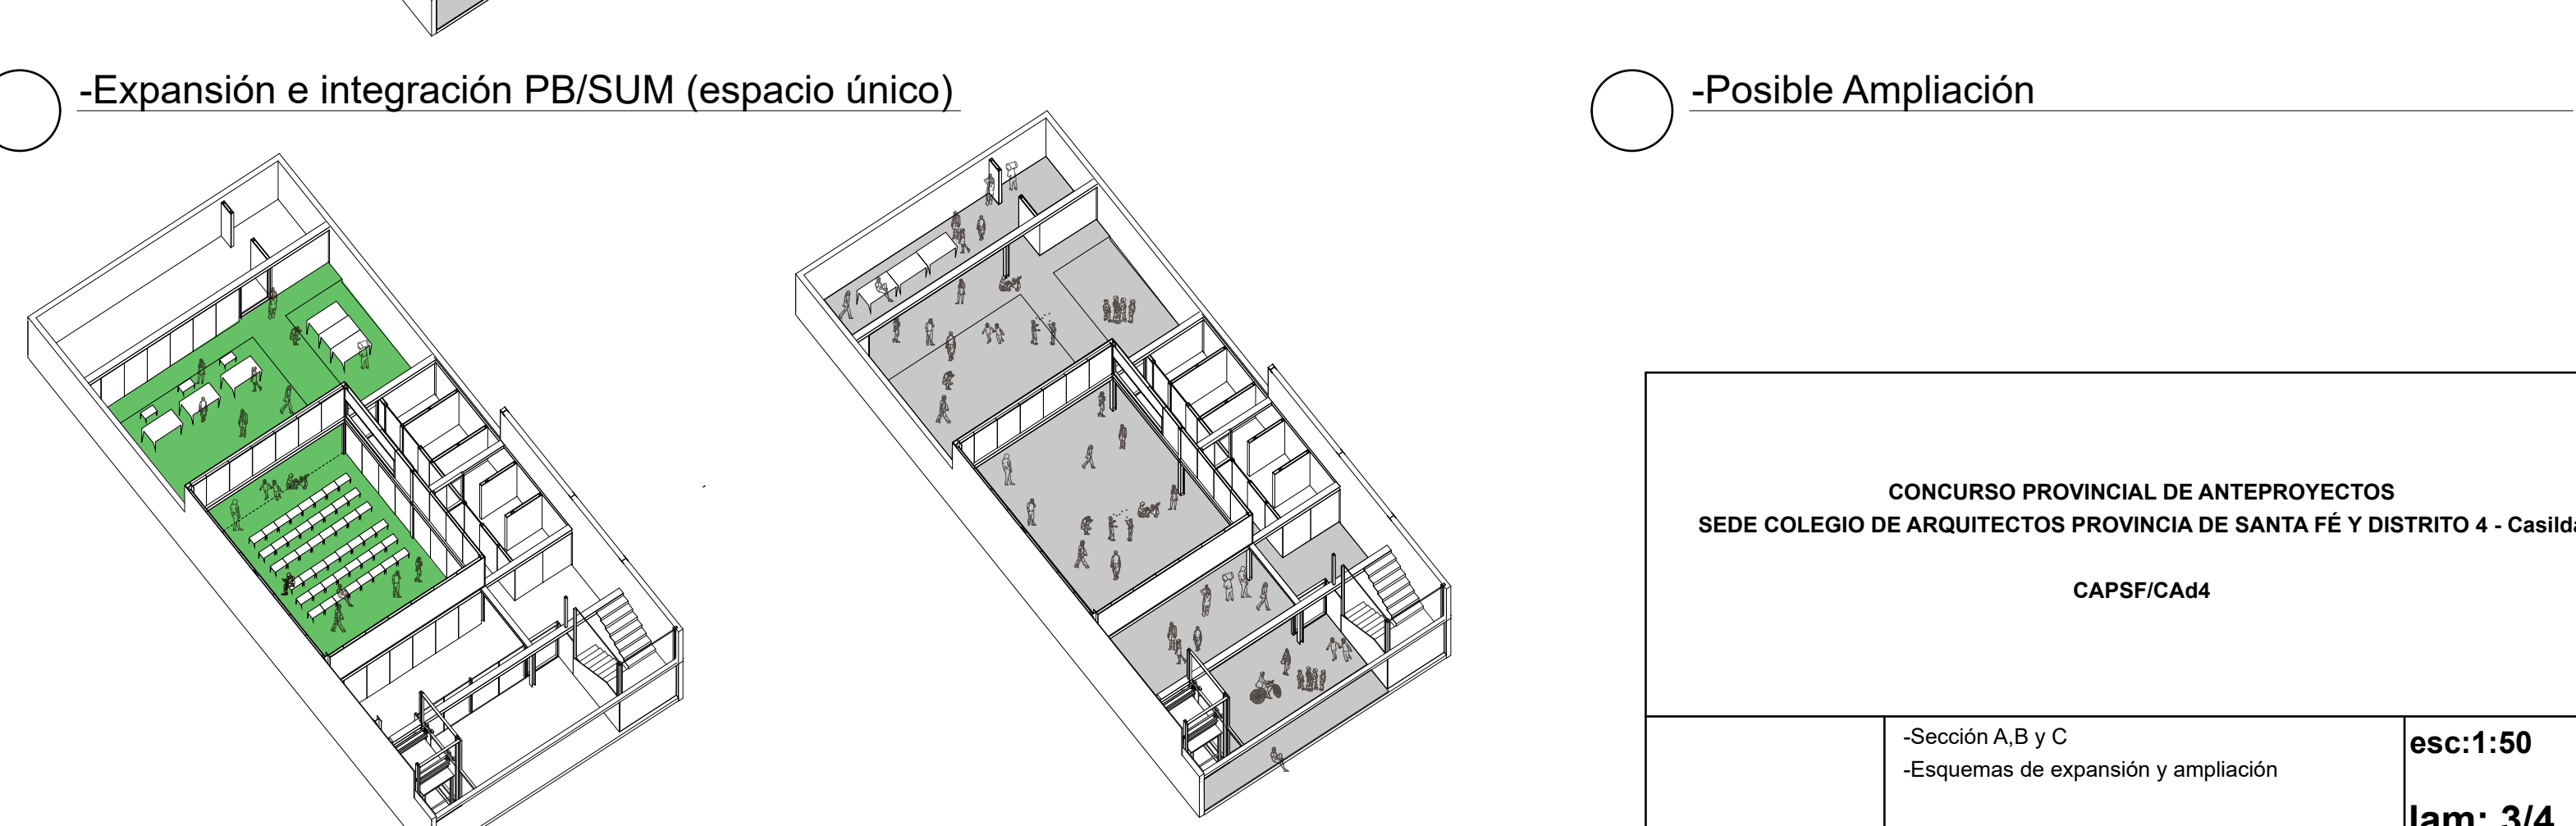 -Expansión e integración PB/SUM (espacio único)
-Posible Ampliación
CONCURSO PROVINCIAL DE ANTEPROYECTOS
SEDE COLEGIO DE ARQUITECTOS PROVINCIA DE SANTA FÉ Y DISTRITO 4 - Casilda
CAPSF/CAd4
-Sección A,B y C
-Esquemas de expansión y ampliación
esc:1:50
lam: 3/4